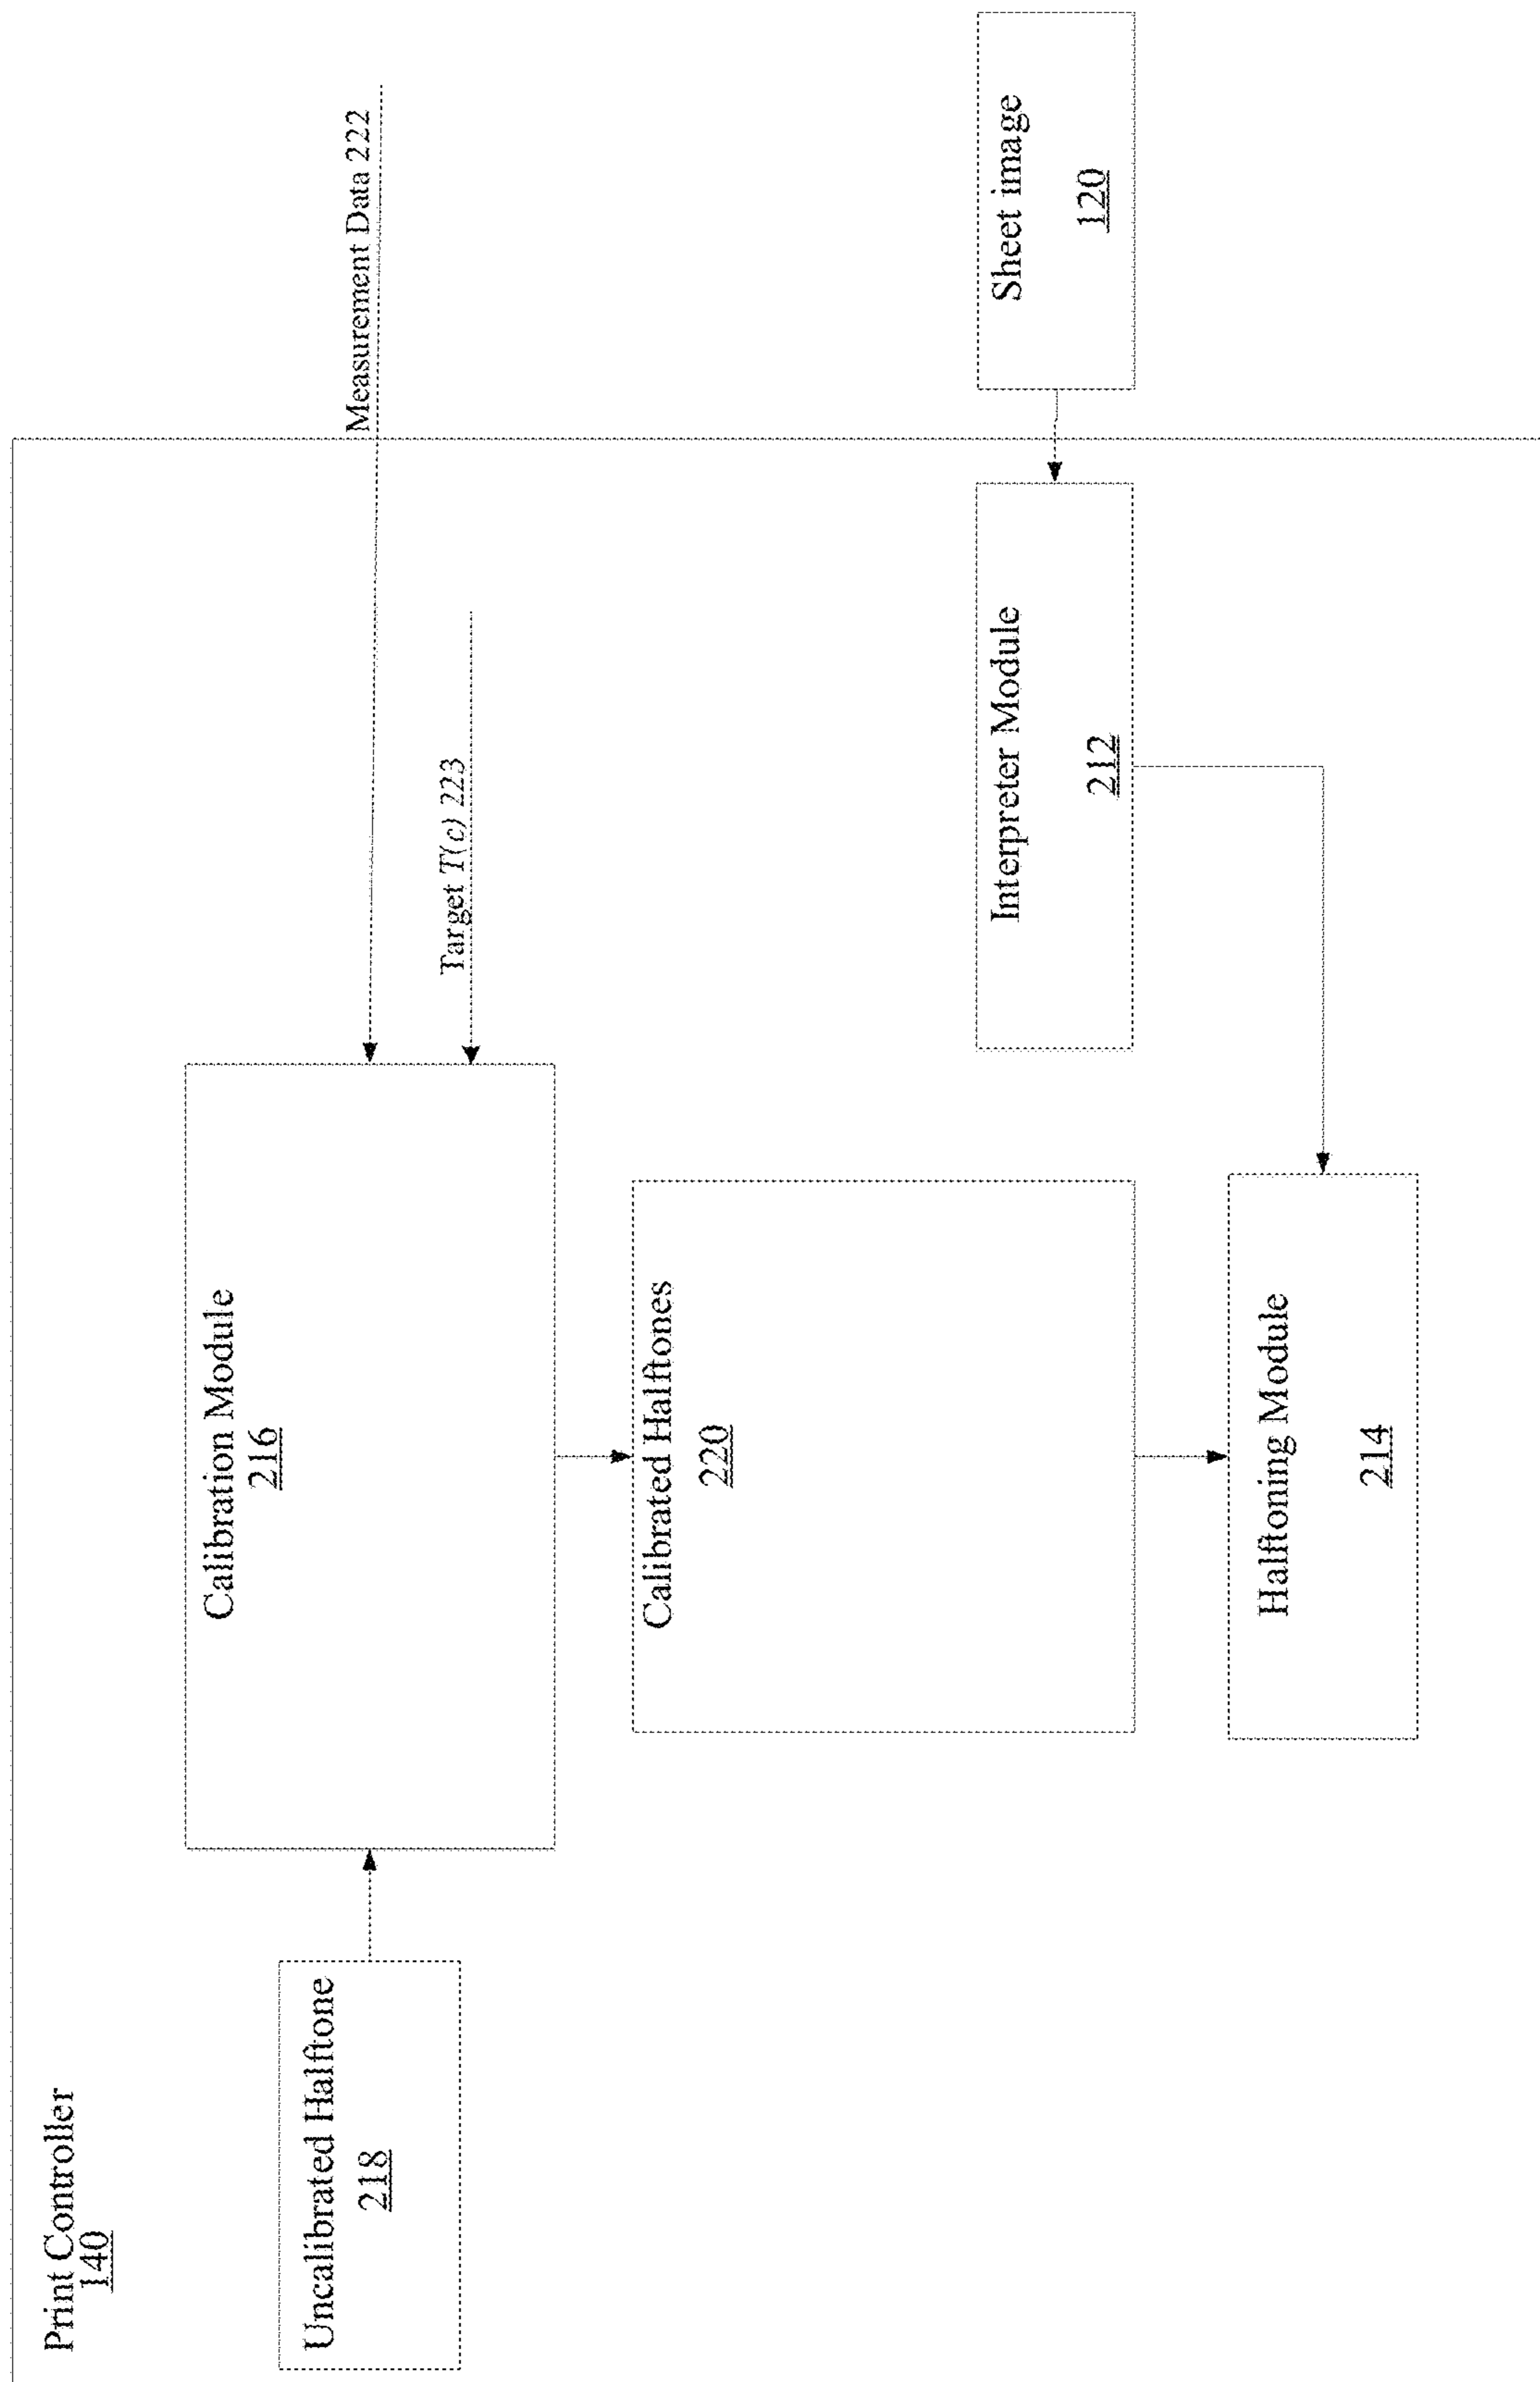 Print Controller
140
Uncalibrated Halftone
218
Calibration Module
216
Measurement Data 222
Target T(c) 223
Calibrated Halftones
220
Sheet image
120
Interpreter Module
212
Halftoning Module
214